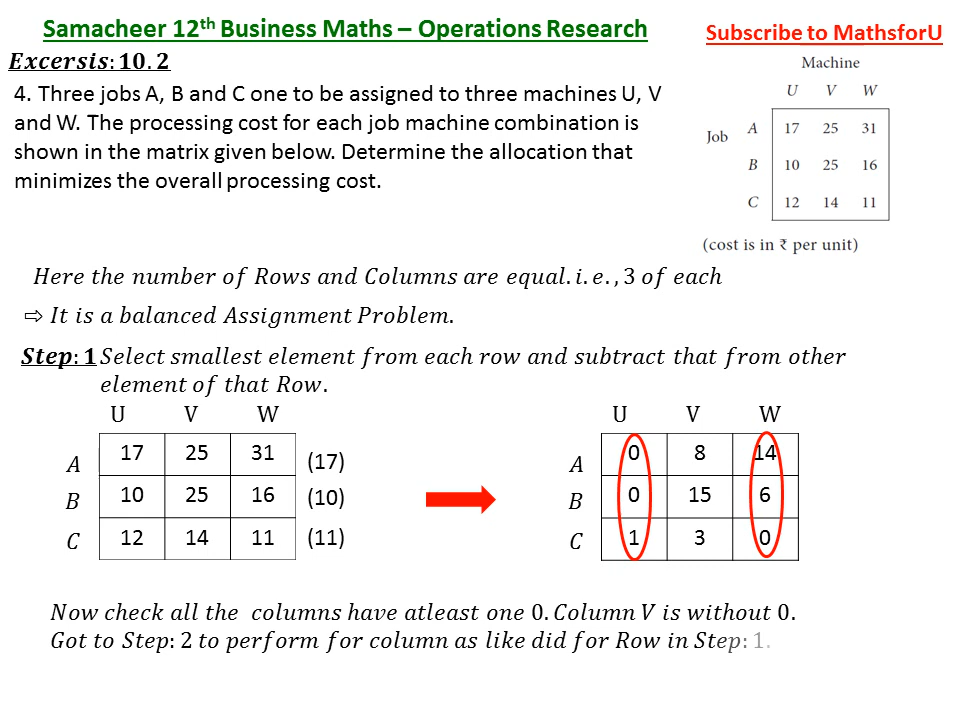 Samacheer 12th Business Maths – Operations Research
Subscribe to MathsforU
Excersis: 10.2
4. Three jobs A, B and C one to be assigned to three machines U, V
and W. The processing cost for each job machine combination is
shown in the matrix given below. Determine the allocation that
minimizes the overall processing cost.
Machine
U V W
Job
A 17 25 31
B 10 25 16
C 12 14 11
(cost is in ₹ per unit)
Here the number of Rows and Columns are equal. i. e. , 3 of each
⇨ It is a balanced Assignment Problem.
Step: 1 Select smallest element from each row and subtract that from other
element of that Row.
U V W
A 17 25 31 (17)
B 10 25 16 (10)
C 12 14 11 (11)
U V W
A 0 8 14
B 0 15 6
C 1 3 0
Now check all the columns have atleast one 0. Column V is without 0.
Got to Step: 2 to perform for column as like did for Row in Step: 1.